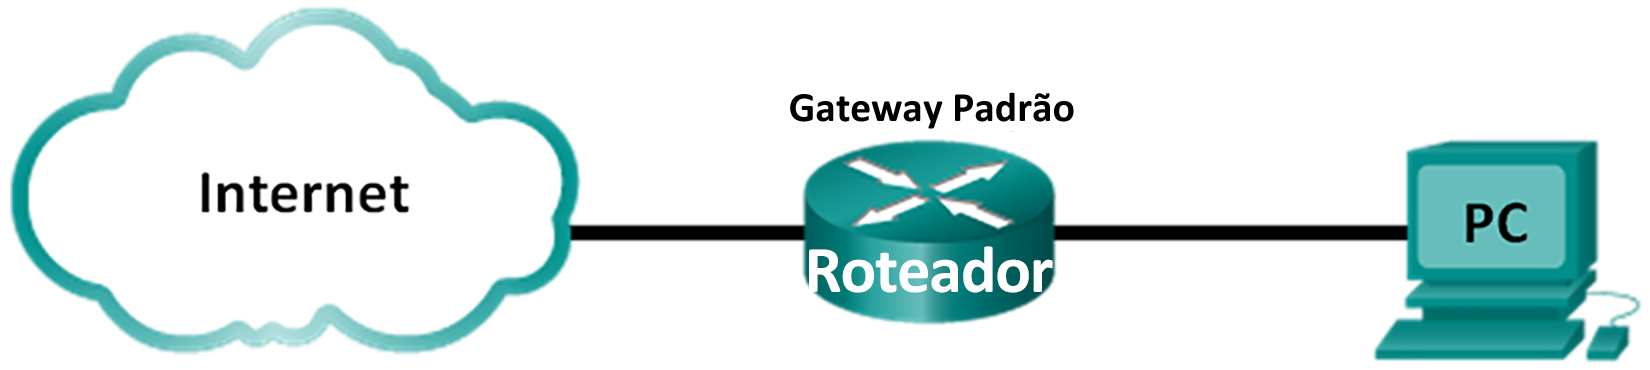 Gateway Padrão
Internet
Roteador
PC